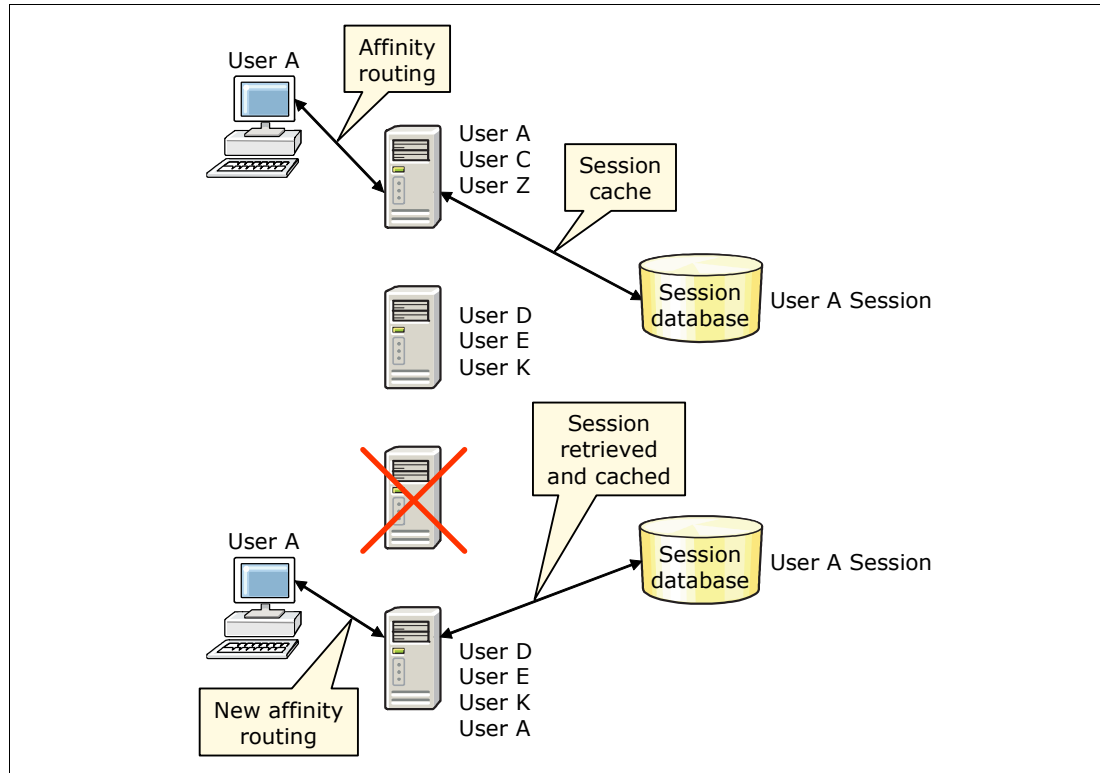 User A
Affinity
routing
User A
User C
User Z
Session
cache
Session
database
User A Session
User D
User E
User K
Session
retrieved
and cached
User A
Session
database
User A Session
User D
User E
User K
User A
New affinity
routing